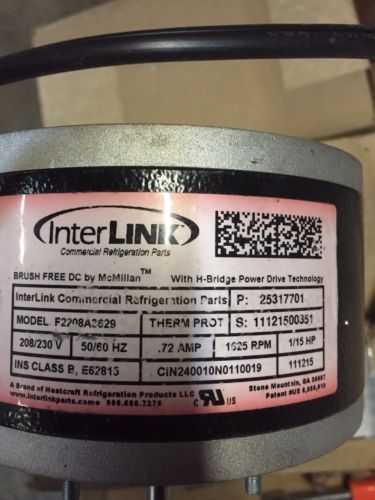 InterLINK
Commercial Refrigeration Parts
BRUSH FREE DC by McMillan™ With H-Bridge Power Drive Technology
InterLink Commercial Refrigeration Parts P: 25317701
MODEL THERM PROT S: 11121500351
208/230 V 50/60 HZ .72 AMP RPM 1/15 HP
INS CLASS B, E62813 CIN240010N0110019 111215
A Brand of Heatcraft Refrigeration Products LLC Stone Mountain, GA
www.interlinkparts.com C US Patent